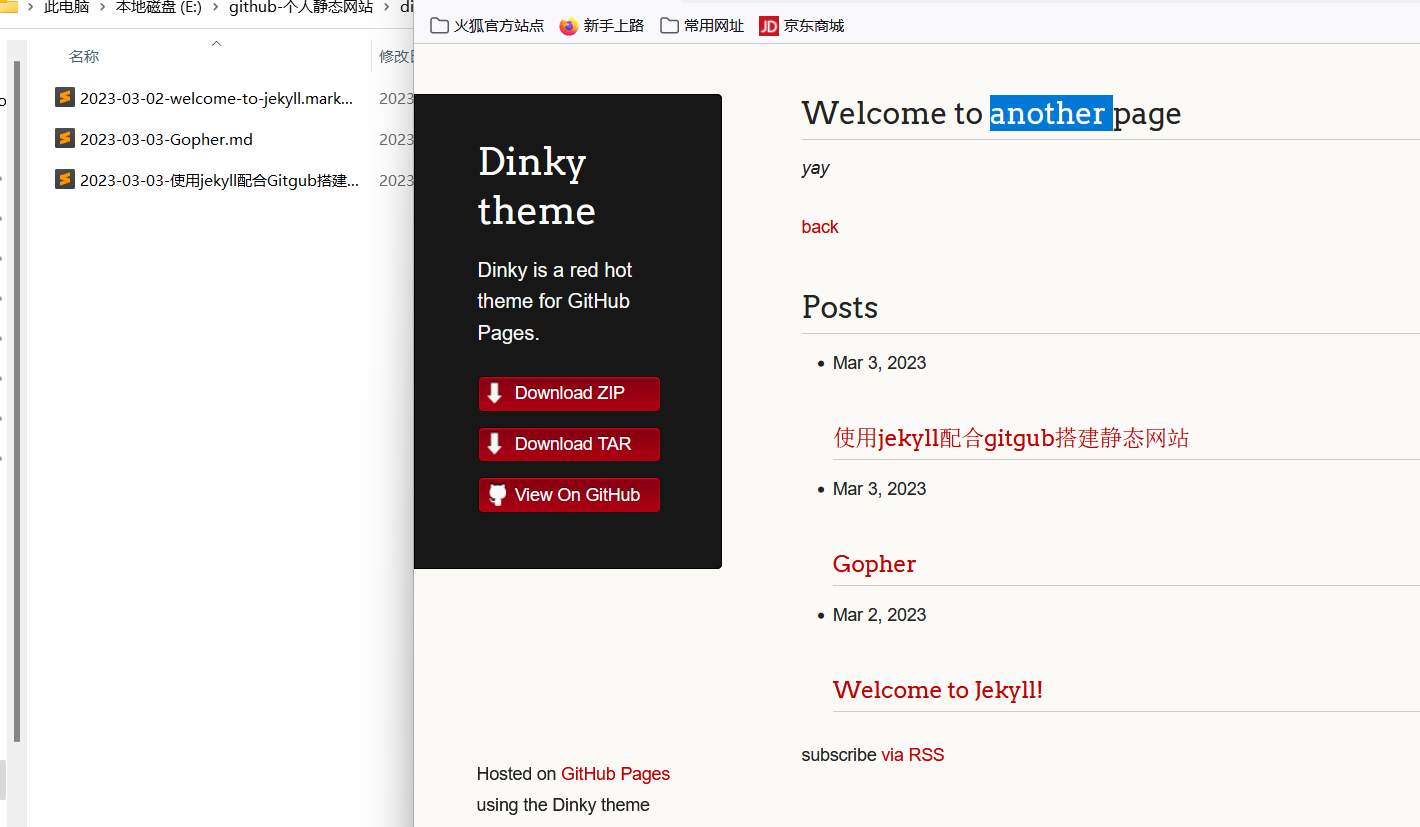 此电脑 › 本地磁盘 (E:) › github-个人静态网站 › di
名称
修改日
2023-03-02-welcome-to-jekyll.mark...
2023
2023-03-03-Gopher.md
2023
2023-03-03-使用jekyll配合Gitgub搭建...
2023
火狐官方站点 新手上路 常用网址 JD 京东商城
Dinky
theme
Dinky is a red hot
theme for GitHub
Pages.
Download ZIP
Download TAR
View On GitHub
Hosted on GitHub Pages
using the Dinky theme
Welcome to another page
yay
back
Posts
• Mar 3, 2023
使用jekyll配合gitgub搭建静态网站
• Mar 3, 2023
Gopher
• Mar 2, 2023
Welcome to Jekyll!
subscribe via RSS